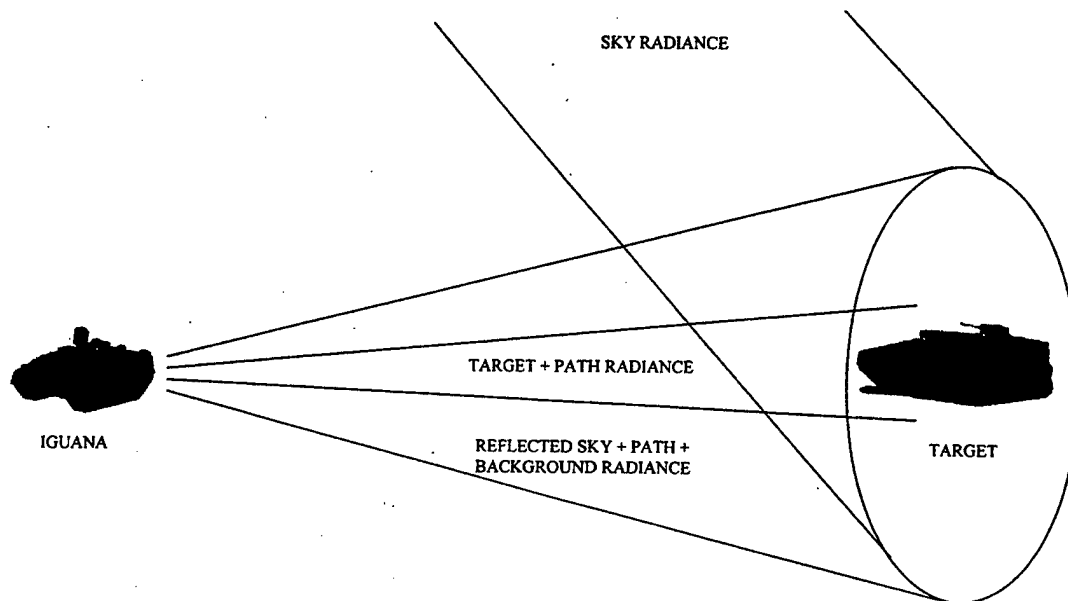 SKY RADIANCE
TARGET + PATH RADIANCE
IGUANA
REFLECTED SKY + PATH +
BACKGROUND RADIANCE
TARGET